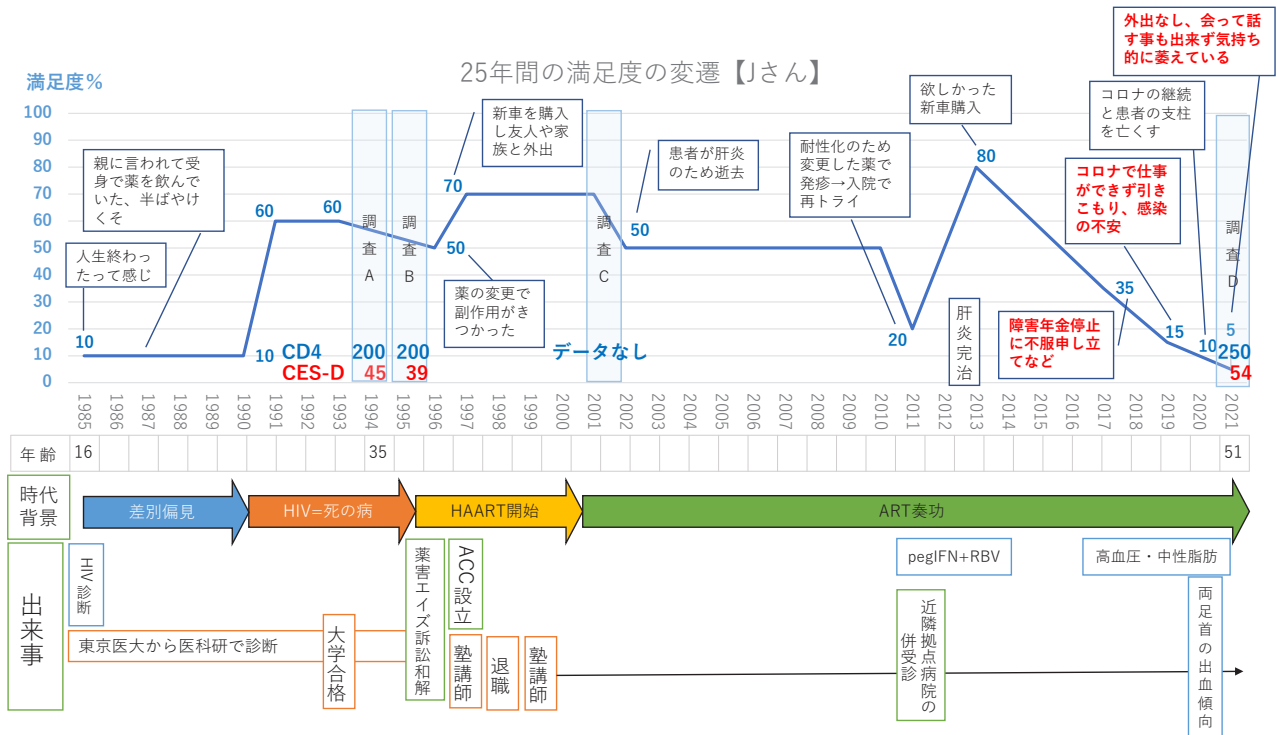 25年間の満足度の変遷【Jさん】
満足度%
100
90
80
70
60
50
40
30
20
10
0
人生終わっ
たって感じ
親に言われて受
身で薬を飲んで
いた、半ばやけ
くそ
新車を購入
し友人や家
族と外出
薬の変更で
副作用がき
つかった
患者が肝炎
のため逝去
耐性化のため
変更した薬で
発疹→入院で
再トライ
欲しかった
新車購入
肝炎完治
障害年金停止
に不服申し立
てなど
コロナで仕事
ができず引き
こもり、感染
の不安
コロナの継続
と患者の支柱
を亡くす
外出なし、会って話
す事も出来ず気持ち
的に萎えている
10
10
60
60
50
70
50
20
80
35
15
10
5
調査A
調査B
調査C
調査D
CD4
200
200
データなし
250
CES-D
45
39
54
1985
1986
1987
1988
1989
1990
1991
1992
1993
1994
1995
1996
1997
1998
1999
2000
2001
2002
2003
2004
2005
2006
2007
2008
2009
2010
2011
2012
2013
2014
2015
2016
2017
2018
2019
2020
2021
年齢
16
35
51
時代
背景
差別偏見
HIV=死の病
HAART開始
ART奏功
出来事
HIV診断
東京医大から医科研で診断
大学合格
薬害エイズ訴訟和解
ACC設立
塾講師
退職
塾講師
pegIFN+RBV
近隣拠点病院の
併受診
高血圧・中性脂肪
両足首の出血傾向